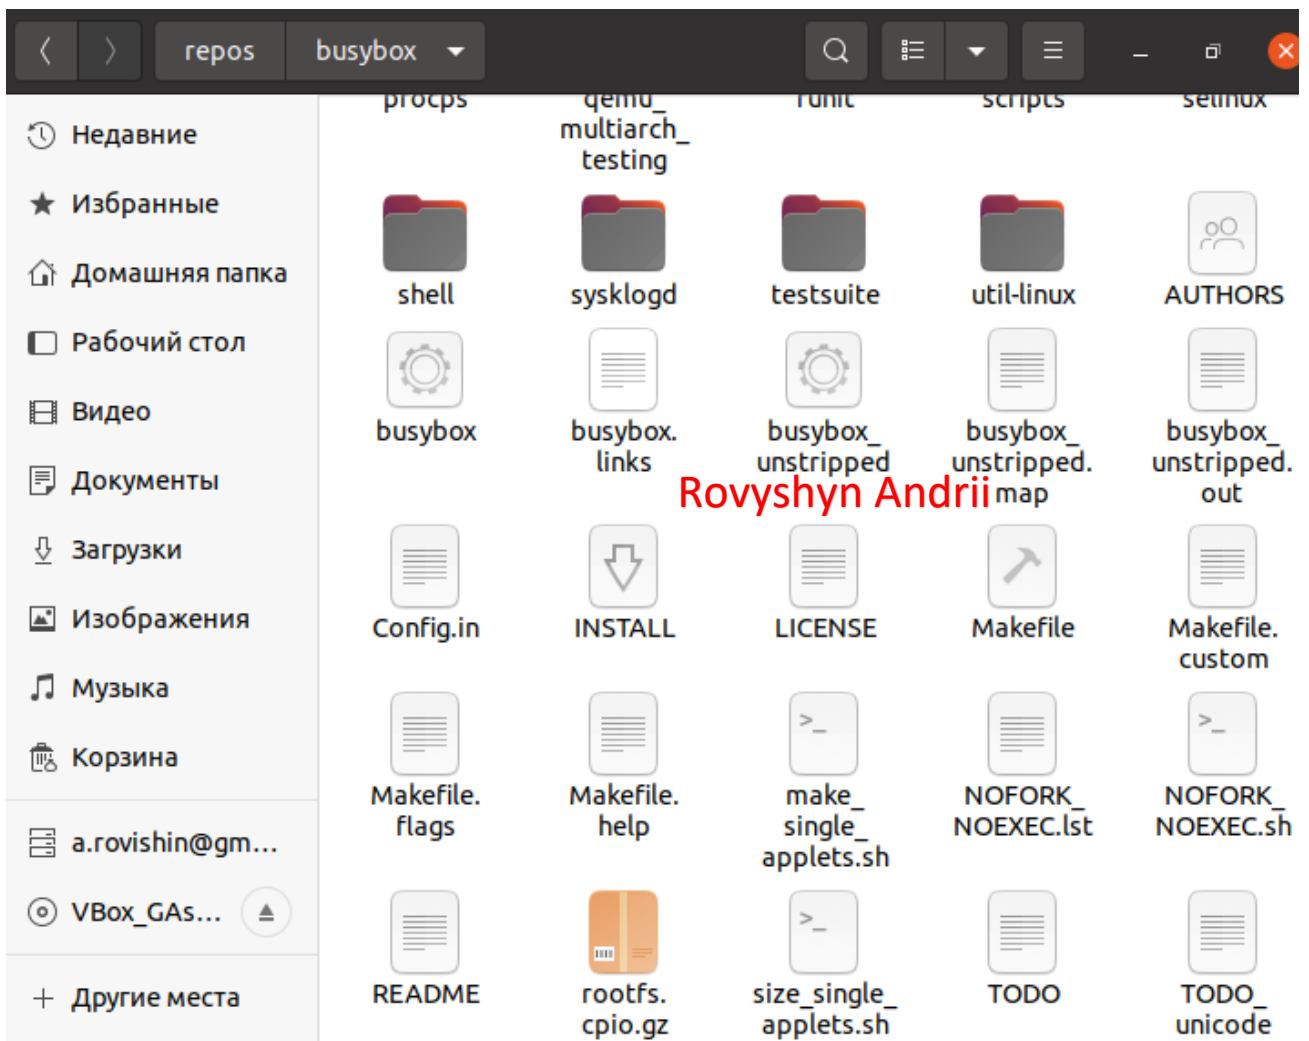 repos busybox
Недавние
Избранные
Домашняя папка
Рабочий стол
Видео
Документы
Загрузки
Изображения
Музыка
Корзина
a.rovishin@gm...
VBox_GAs...
Другие места
procps qemu_ runit scripts selinux
multiarch_
testing
shell sysklogd testsuite util-linux AUTHORS
busybox busybox. busybox_ busybox_ busybox_
links unstripped unstripped. unstripped.
Rovyshyn Andrii map out
Config.in INSTALL LICENSE Makefile Makefile.
custom
Makefile. Makefile. make_ NOFORK_ NOFORK_
flags help single_ NOEXEC.lst NOEXEC.sh
applets.sh
README rootfs. size_single_ TODO TODO_
cpio.gz applets.sh unicode